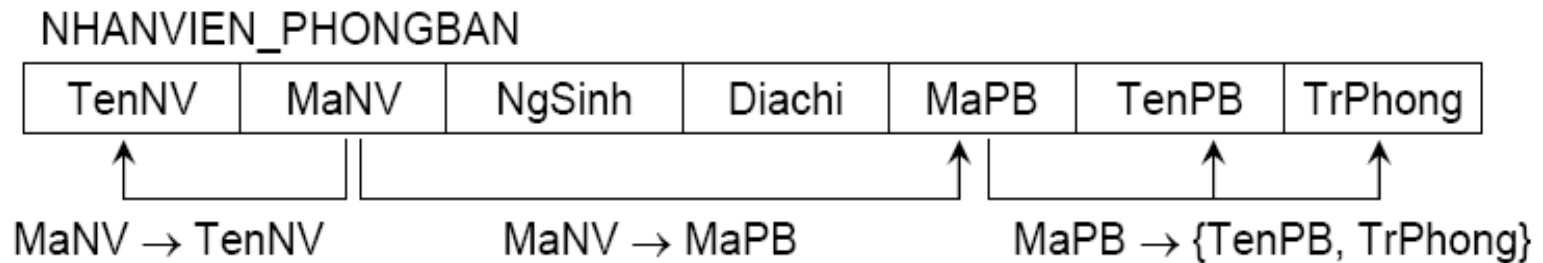 NHANVIEN_PHONGBAN
TenNV MaNV NgSinh Diachi MaPB TenPB TrPhong
MaNV → TenNV MaNV → MaPB MaPB → {TenPB, TrPhong}